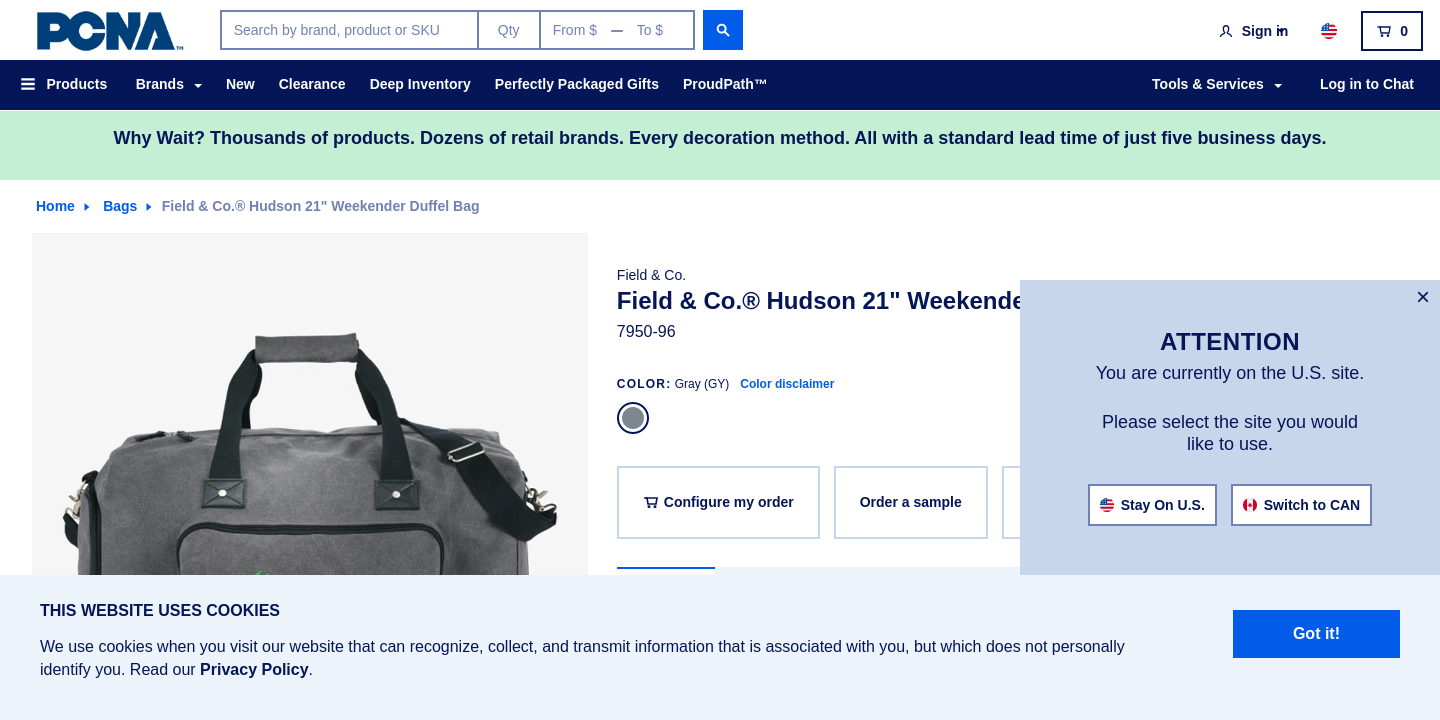 PCNA™
Search by brand, product or SKU
Qty
From $ — To $
Sign in
0
Products
Brands
New
Clearance
Deep Inventory
Perfectly Packaged Gifts
ProudPath™
Tools & Services
Log in to Chat
Why Wait? Thousands of products. Dozens of retail brands. Every decoration method. All with a standard lead time of just five business days.
Home
Bags
Field & Co.® Hudson 21" Weekender Duffel Bag
Field & Co.
Field & Co.® Hudson 21" Weekende
7950-96
COLOR: Gray (GY) Color disclaimer
Configure my order
Order a sample
×
ATTENTION
You are currently on the U.S. site.
Please select the site you would
like to use.
Stay On U.S.
Switch to CAN
THIS WEBSITE USES COOKIES
We use cookies when you visit our website that can recognize, collect, and transmit information that is associated with you, but which does not personally
identify you. Read our Privacy Policy.
Got it!